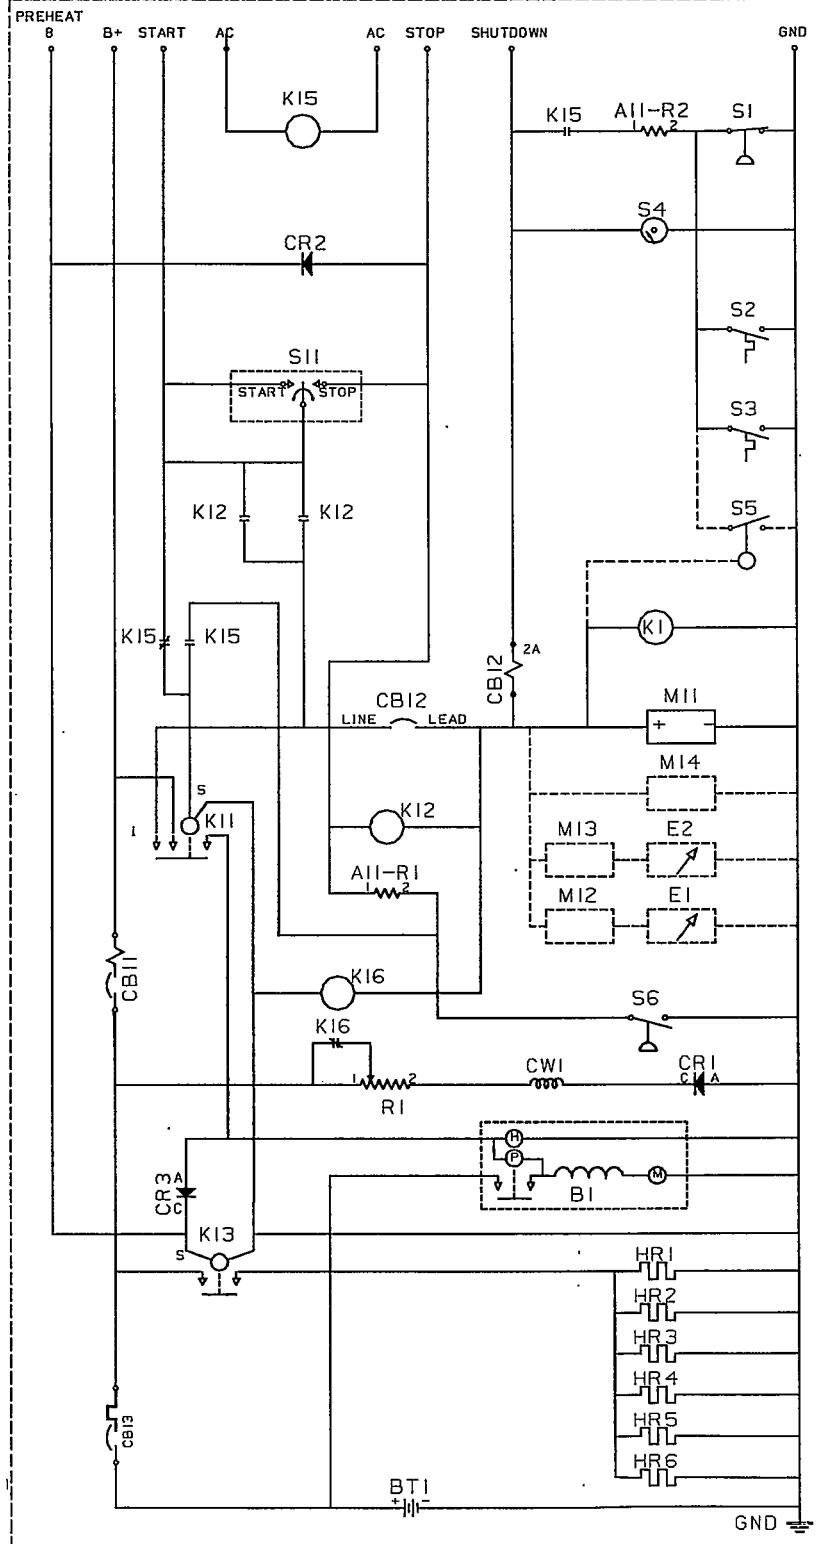 PREHEAT
B B+ START AC AC STOP SHUTDOWN GND
K15
K15 A11-R2 S1
1 2
S4
CR2
S2
S11
START STOP
S3
K12 K12
S5
K15 K15
K1
2A
CB12
CB12
LINE LEAD
M11
+ -
M14
S
K11
I
K12
M13 E2
A11-R1
1 2
M12 E1
CB11
K16
S6
K16
CW1
CR1
C A
1 2
R1
H
P
M
B1
CR3
A
C
K13
S
HR1
HR2
HR3
HR4
HR5
HR6
CB13
BT1
+ -
GND